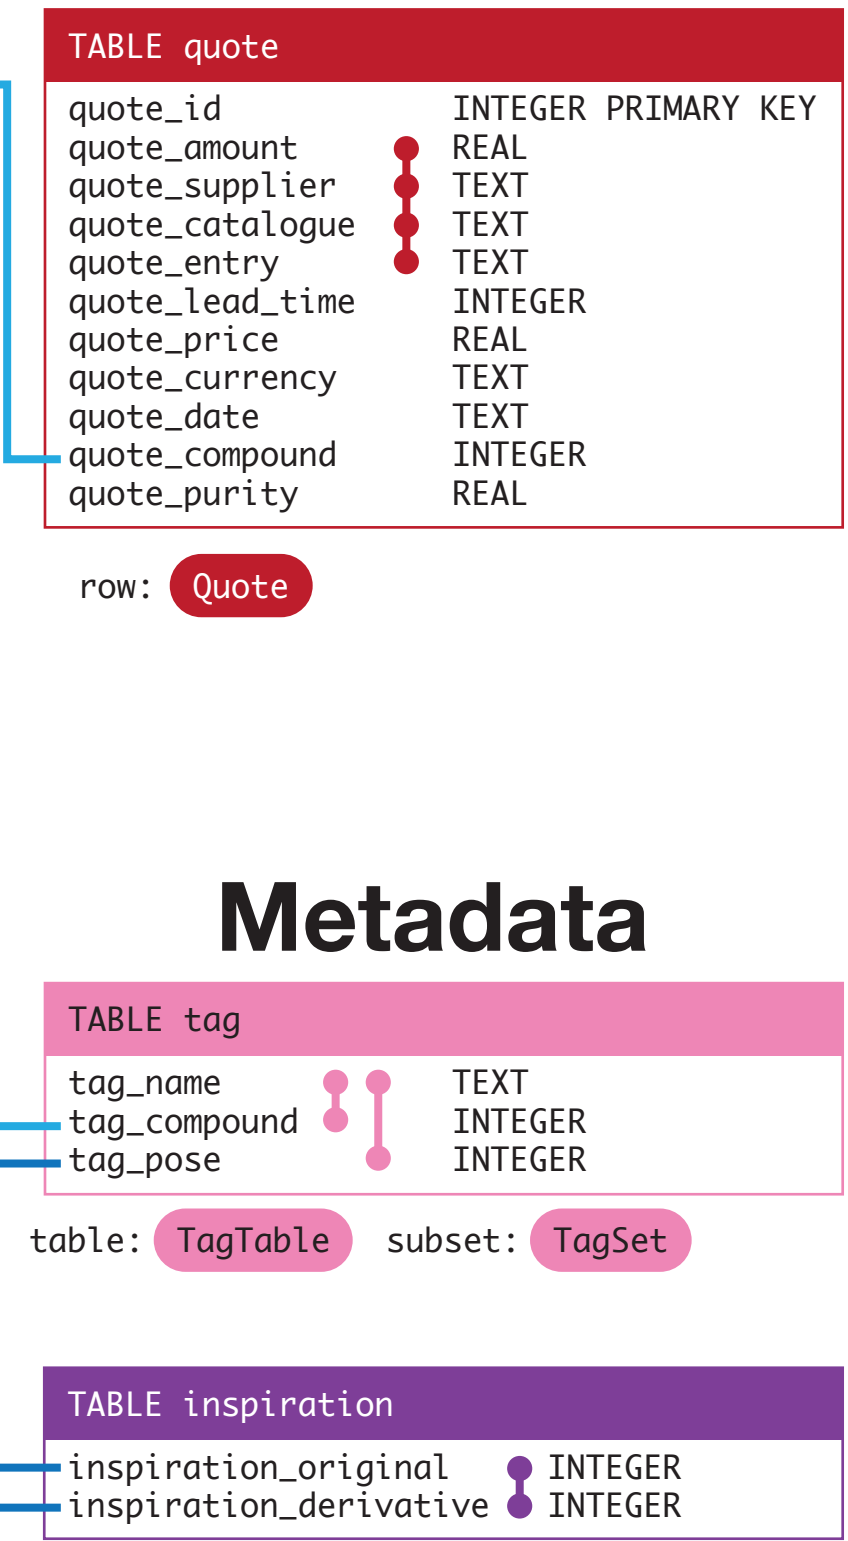 TABLE quote
quote_id INTEGER PRIMARY KEY
quote_amount REAL
quote_supplier TEXT
quote_catalogue TEXT
quote_entry TEXT
quote_lead_time INTEGER
quote_price REAL
quote_currency TEXT
quote_date TEXT
quote_compound INTEGER
quote_purity REAL
row: Quote
Metadata
TABLE tag
tag_name TEXT
tag_compound INTEGER
tag_pose INTEGER
table: TagTable subset: TagSet
TABLE inspiration
inspiration_original INTEGER
inspiration_derivative INTEGER